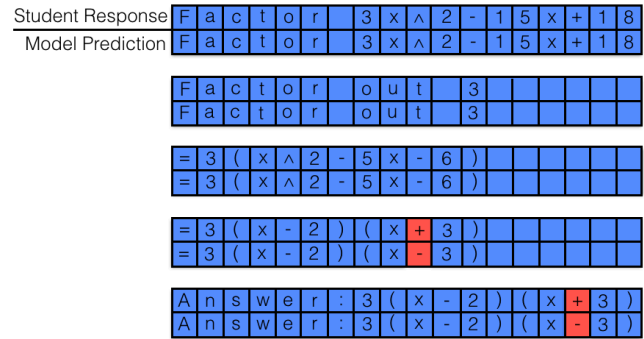 Student Response Factor 3x^2-15x+18
Model Prediction Factor 3x^2-15x+18
Factor out 3
Factor out 3
=3(x^2-5x-6)
=3(x^2-5x-6)
=3(x-2)(x+3)
=3(x-2)(x-3)
Answer:3(x-2)(x+3)
Answer:3(x-2)(x-3)